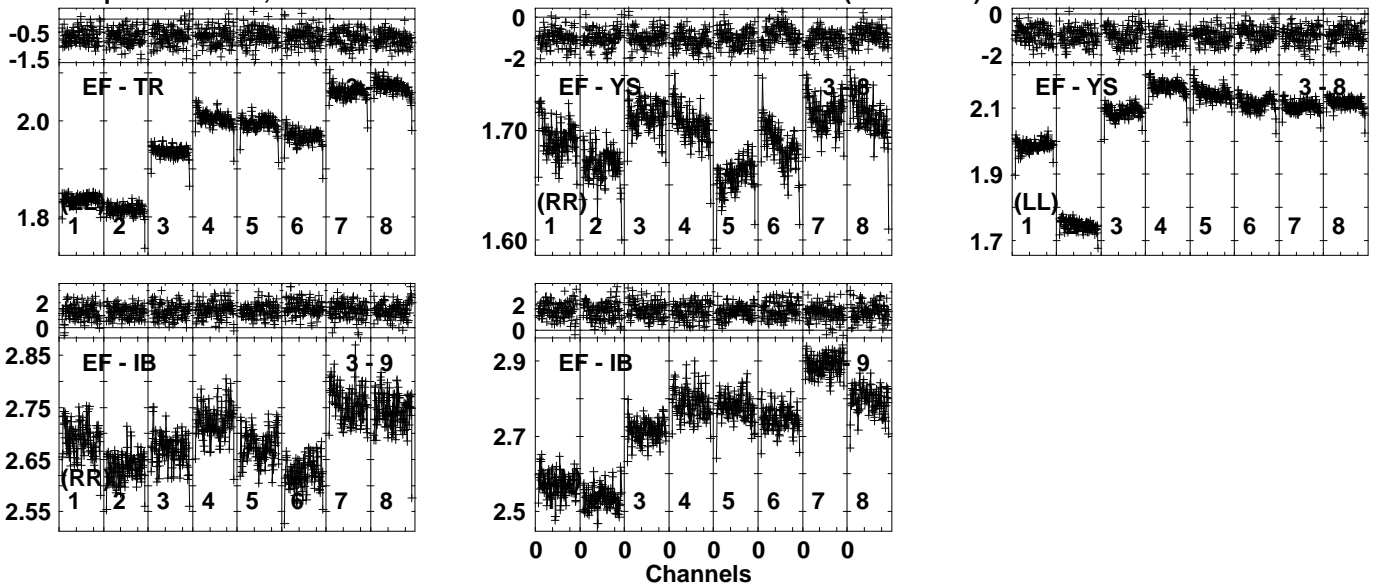 -0.5
-1.5
EF - TR
2.0
1.8
1 2 3 4 5 6 7 8
0
-2
EF - YS 3 - 8
1.70
(RR)
1 2 3 4 5 6 7 8
1.60
0
-2
EF - YS 3 - 8
2.1
1.9
(LL)
1 3 4 5 6 7 8
1.7
2
0
2.85
EF - IB 3 - 9
2.75
2.65
(RR)
1 2 3 4 5 6 7 8
2.55
2
0
2.9
EF - IB - 9
2.7
3 4 5 6 7 8
2.5
0 0 0 0 0 0 0 0
Channels